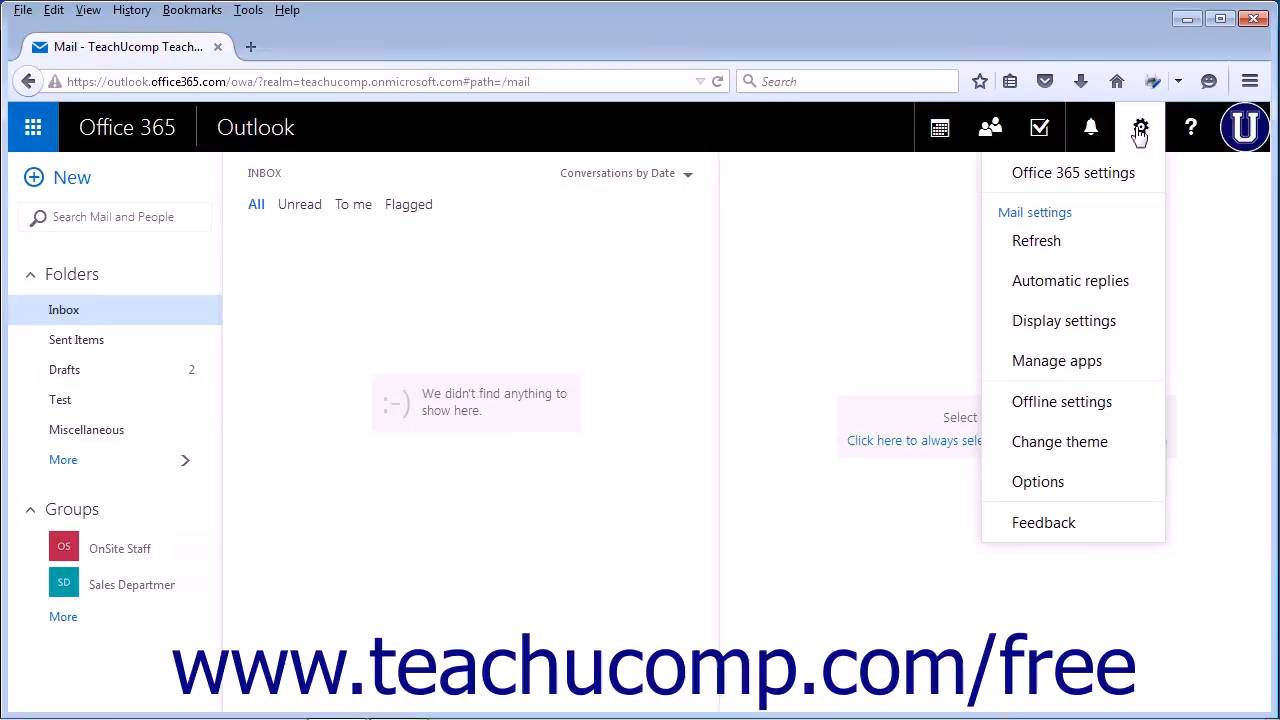 File Edit View History Bookmarks Tools Help
Mail - TeachUcomp Teach...
https://outlook.office365.com/owa/?realm=teachucomp.onmicrosoft.com#path=/mail
Search
Office 365
Outlook
?
U
New
Search Mail and People
Folders
Inbox
Sent Items
Drafts 2
Test
Miscellaneous
More
Groups
OS OnSite Staff
SD Sales Departmer
More
INBOX
Conversations by Date
All Unread To me Flagged
:-)
We didn't find anything to
show here.
Select
Click here to always sele
Office 365 settings
Mail settings
Refresh
Automatic replies
Display settings
Manage apps
Offline settings
Change theme
Options
Feedback
www.teachucomp.com/free